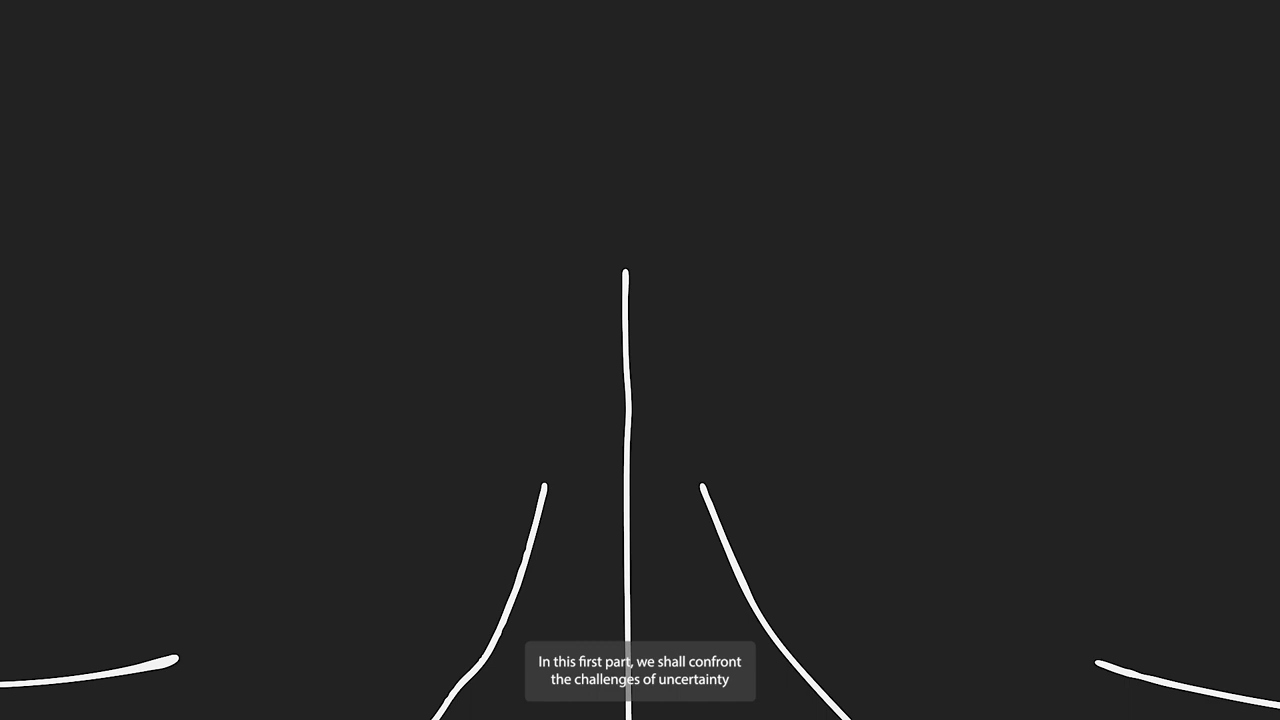 In this first part, we shall confront
the challenges of uncertainty